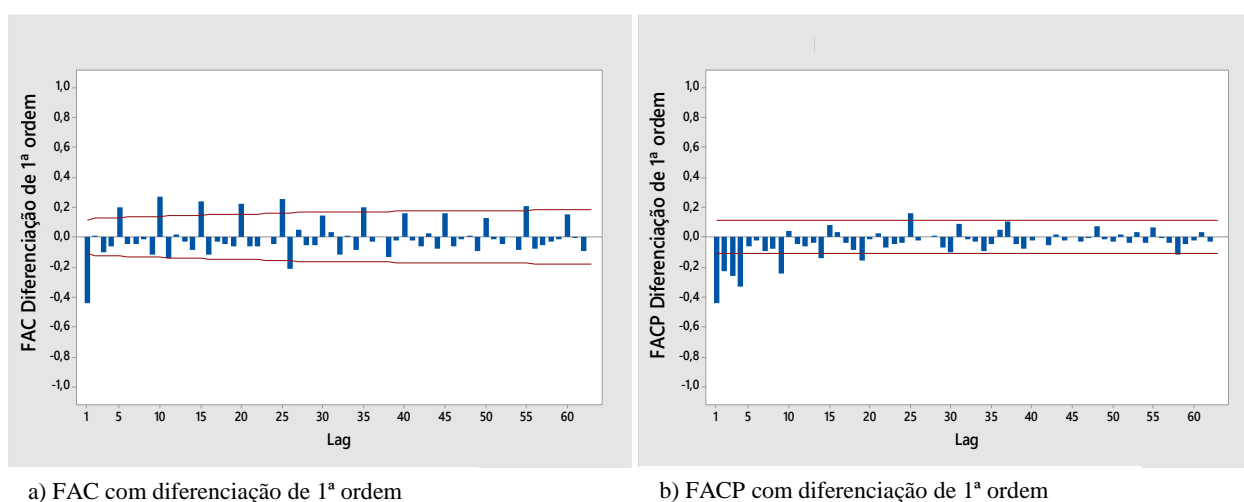 FAC Diferenciação de 1ª ordem
1,0
0,8
0,6
0,4
0,2
0,0
-0,2
-0,4
-0,6
-0,8
-1,0
1 5 10 15 20 25 30 35 40 45 50 55 60
Lag
a) FAC com diferenciação de 1ª ordem
FACP Diferenciação de 1ª ordem
1,0
0,8
0,6
0,4
0,2
0,0
-0,2
-0,4
-0,6
-0,8
-1,0
1 5 10 15 20 25 30 35 40 45 50 55 60
Lag
b) FACP com diferenciação de 1ª ordem